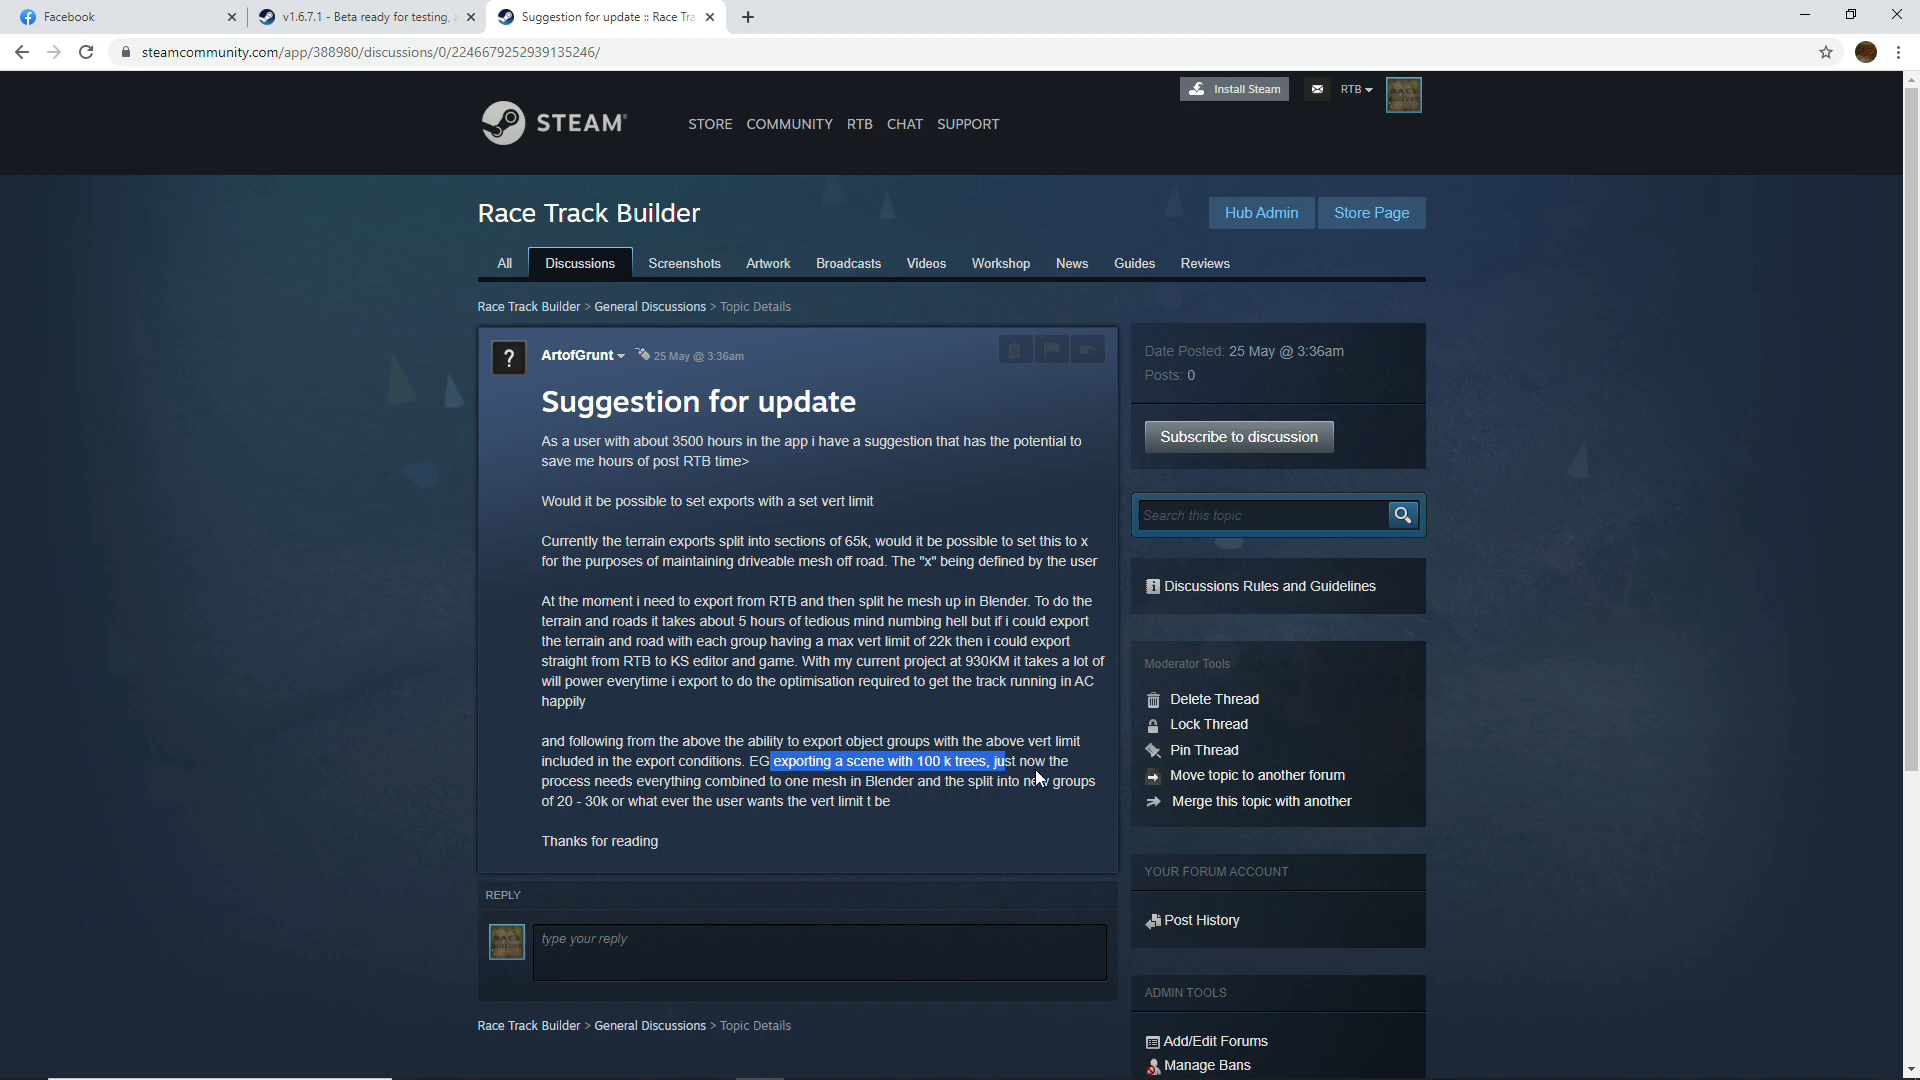 Facebook
v1.6.7.1 - Beta ready for testing,
Suggestion for update :: Race Tra
steamcommunity.com/app/388980/discussions/0/2246679252939135246/
Install Steam
RTB
STEAM
STORE COMMUNITY RTB CHAT SUPPORT
Race Track Builder
Hub Admin
Store Page
All Discussions Screenshots Artwork Broadcasts Videos Workshop News Guides Reviews
Race Track Builder > General Discussions > Topic Details
ArtofGrunt 25 May @ 3:36am
Suggestion for update
As a user with about 3500 hours in the app i have a suggestion that has the potential to
save me hours of post RTB time>
Would it be possible to set exports with a set vert limit
Currently the terrain exports split into sections of 65k, would it be possible to set this to x
for the purposes of maintaining driveable mesh off road. The "x" being defined by the user
At the moment i need to export from RTB and then split he mesh up in Blender. To do the
terrain and roads it takes about 5 hours of tedious mind numbing hell but if i could export
the terrain and road with each group having a max vert limit of 22k then i could export
straight from RTB to KS editor and game. With my current project at 930KM it takes a lot of
will power everytime i export to do the optimisation required to get the track running in AC
happily
and following from the above the ability to export object groups with the above vert limit
included in the export conditions. EG exporting a scene with 100 k trees, just now the
process needs everything combined to one mesh in Blender and the split into new groups
of 20 - 30k or what ever the user wants the vert limit t be
Thanks for reading
REPLY
type your reply
Race Track Builder > General Discussions > Topic Details
Date Posted: 25 May @ 3:36am
Posts: 0
Subscribe to discussion
Search this topic
Discussions Rules and Guidelines
Moderator Tools
Delete Thread
Lock Thread
Pin Thread
Move topic to another forum
Merge this topic with another
YOUR FORUM ACCOUNT
Post History
ADMIN TOOLS
Add/Edit Forums
Manage Bans